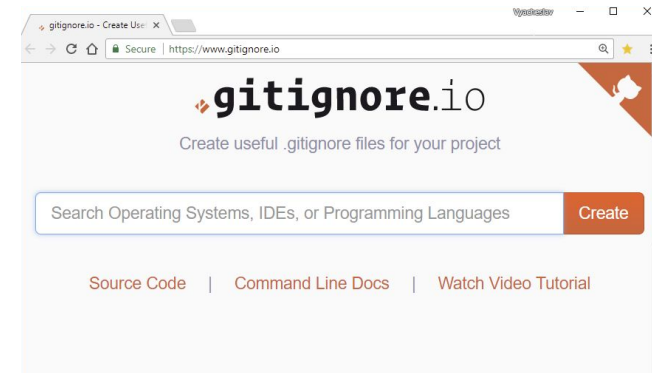 Vyacheslav
gitignore.io - Create Usef
Secure | https://www.gitignore.io
gitignore.io
Create useful .gitignore files for your project
Search Operating Systems, IDEs, or Programming Languages
Create
Source Code | Command Line Docs | Watch Video Tutorial